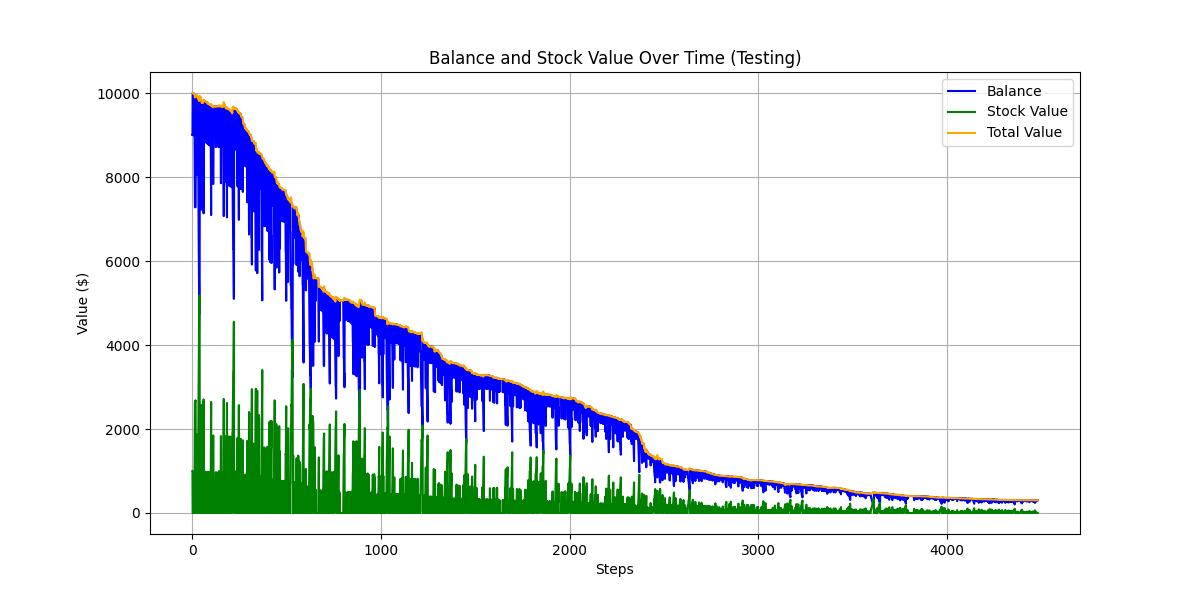 Balance and Stock Value Over Time (Testing)
Balance
Stock Value
Total Value
10000
8000
6000
4000
2000
0
Value ($)
0 1000 2000 3000 4000
Steps